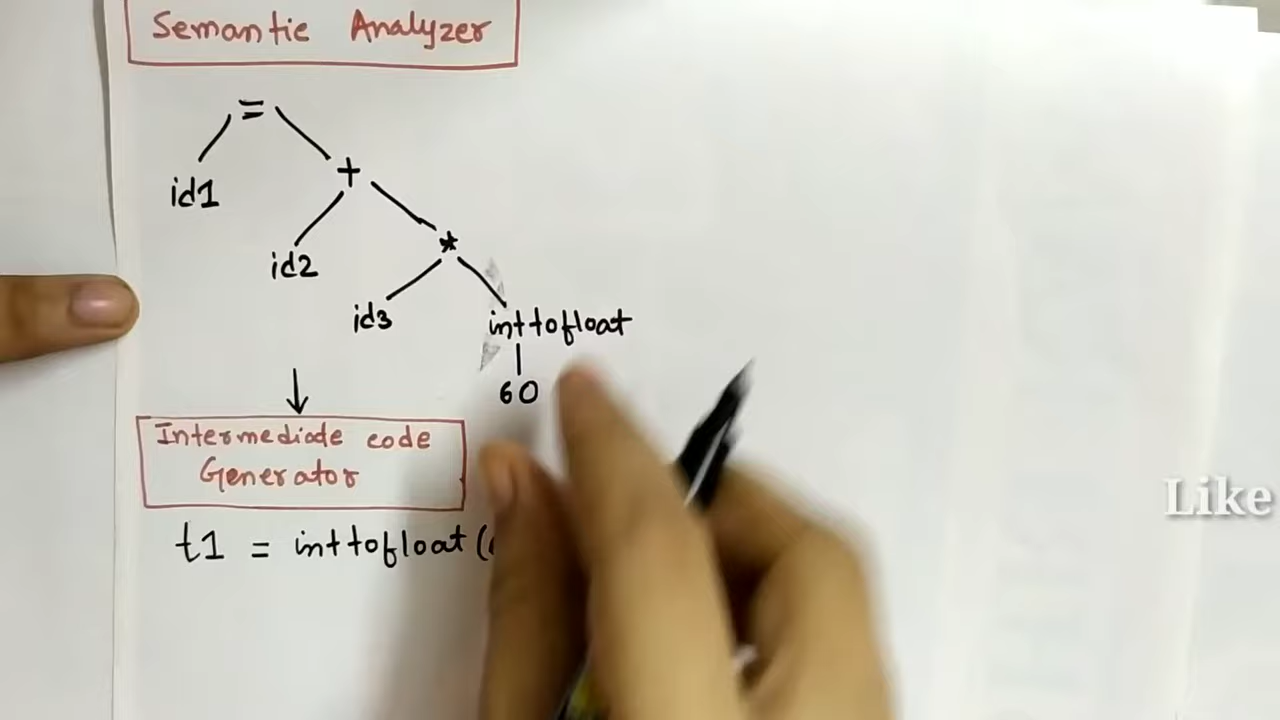 Semantic Analyzer
=
id1
+
id2
*
id3
inttofloat
60
Intermediate code
Generator
t1 = inttofloat(
Like